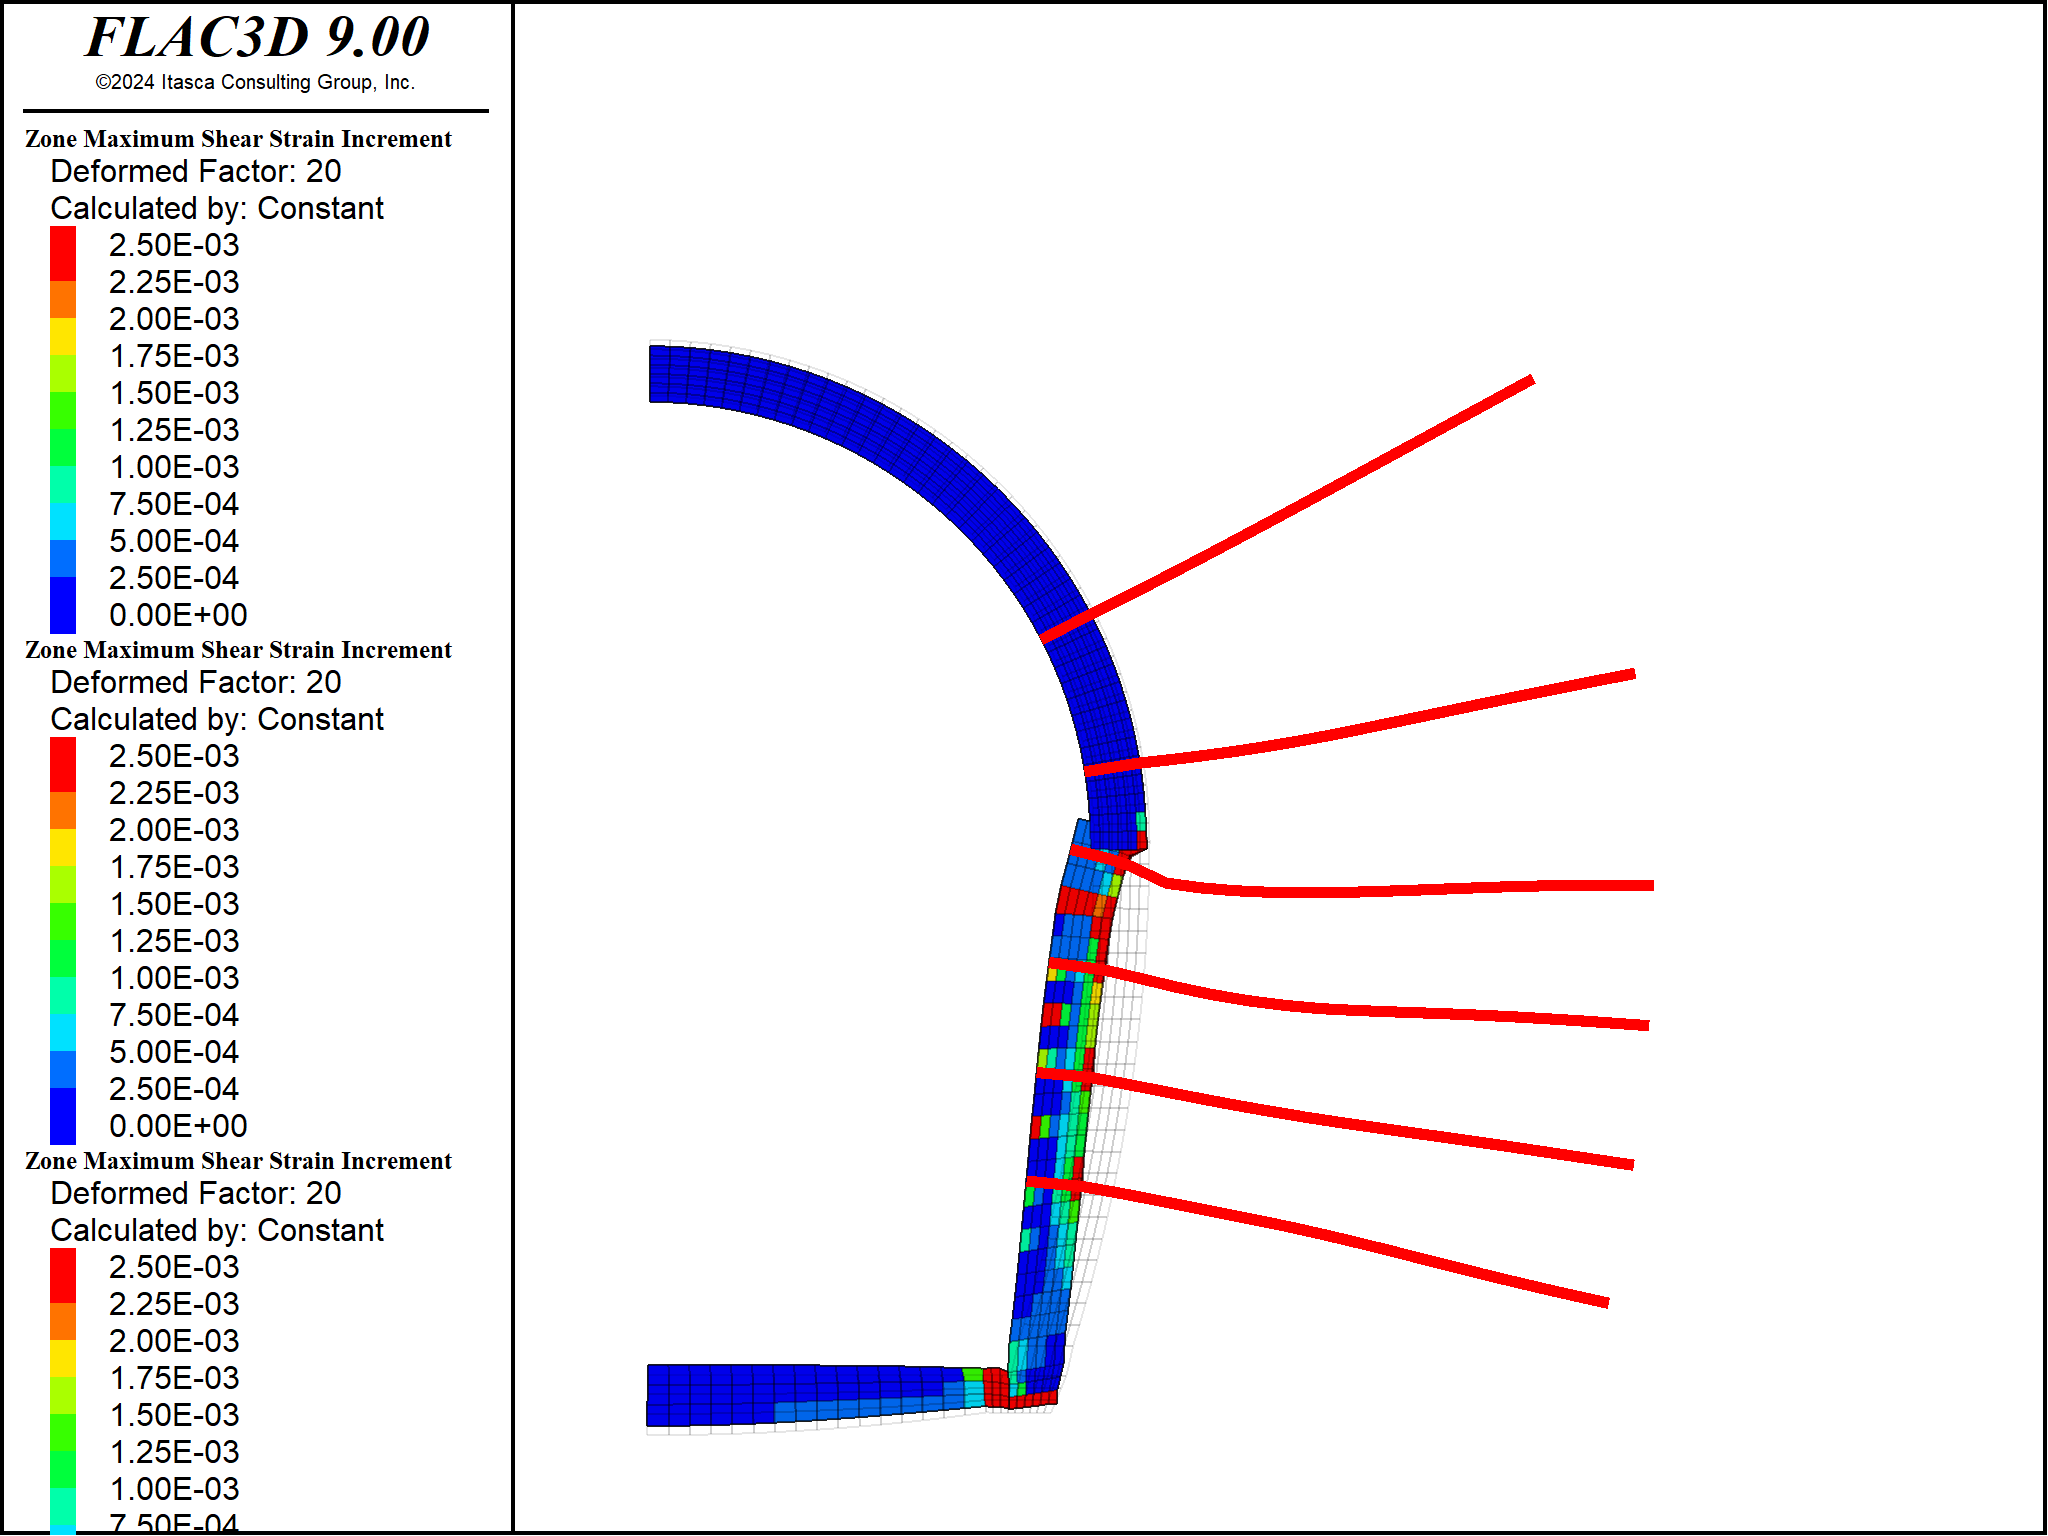 FLAC3D 9.00
©2024 Itasca Consulting Group, Inc.
Zone Maximum Shear Strain Increment
Deformed Factor: 20
Calculated by: Constant
2.50E-03
2.25E-03
2.00E-03
1.75E-03
1.50E-03
1.25E-03
1.00E-03
7.50E-04
5.00E-04
2.50E-04
0.00E+00
Zone Maximum Shear Strain Increment
Deformed Factor: 20
Calculated by: Constant
2.50E-03
2.25E-03
2.00E-03
1.75E-03
1.50E-03
1.25E-03
1.00E-03
7.50E-04
5.00E-04
2.50E-04
0.00E+00
Zone Maximum Shear Strain Increment
Deformed Factor: 20
Calculated by: Constant
2.50E-03
2.25E-03
2.00E-03
1.75E-03
1.50E-03
1.25E-03
1.00E-03
7.50E-04